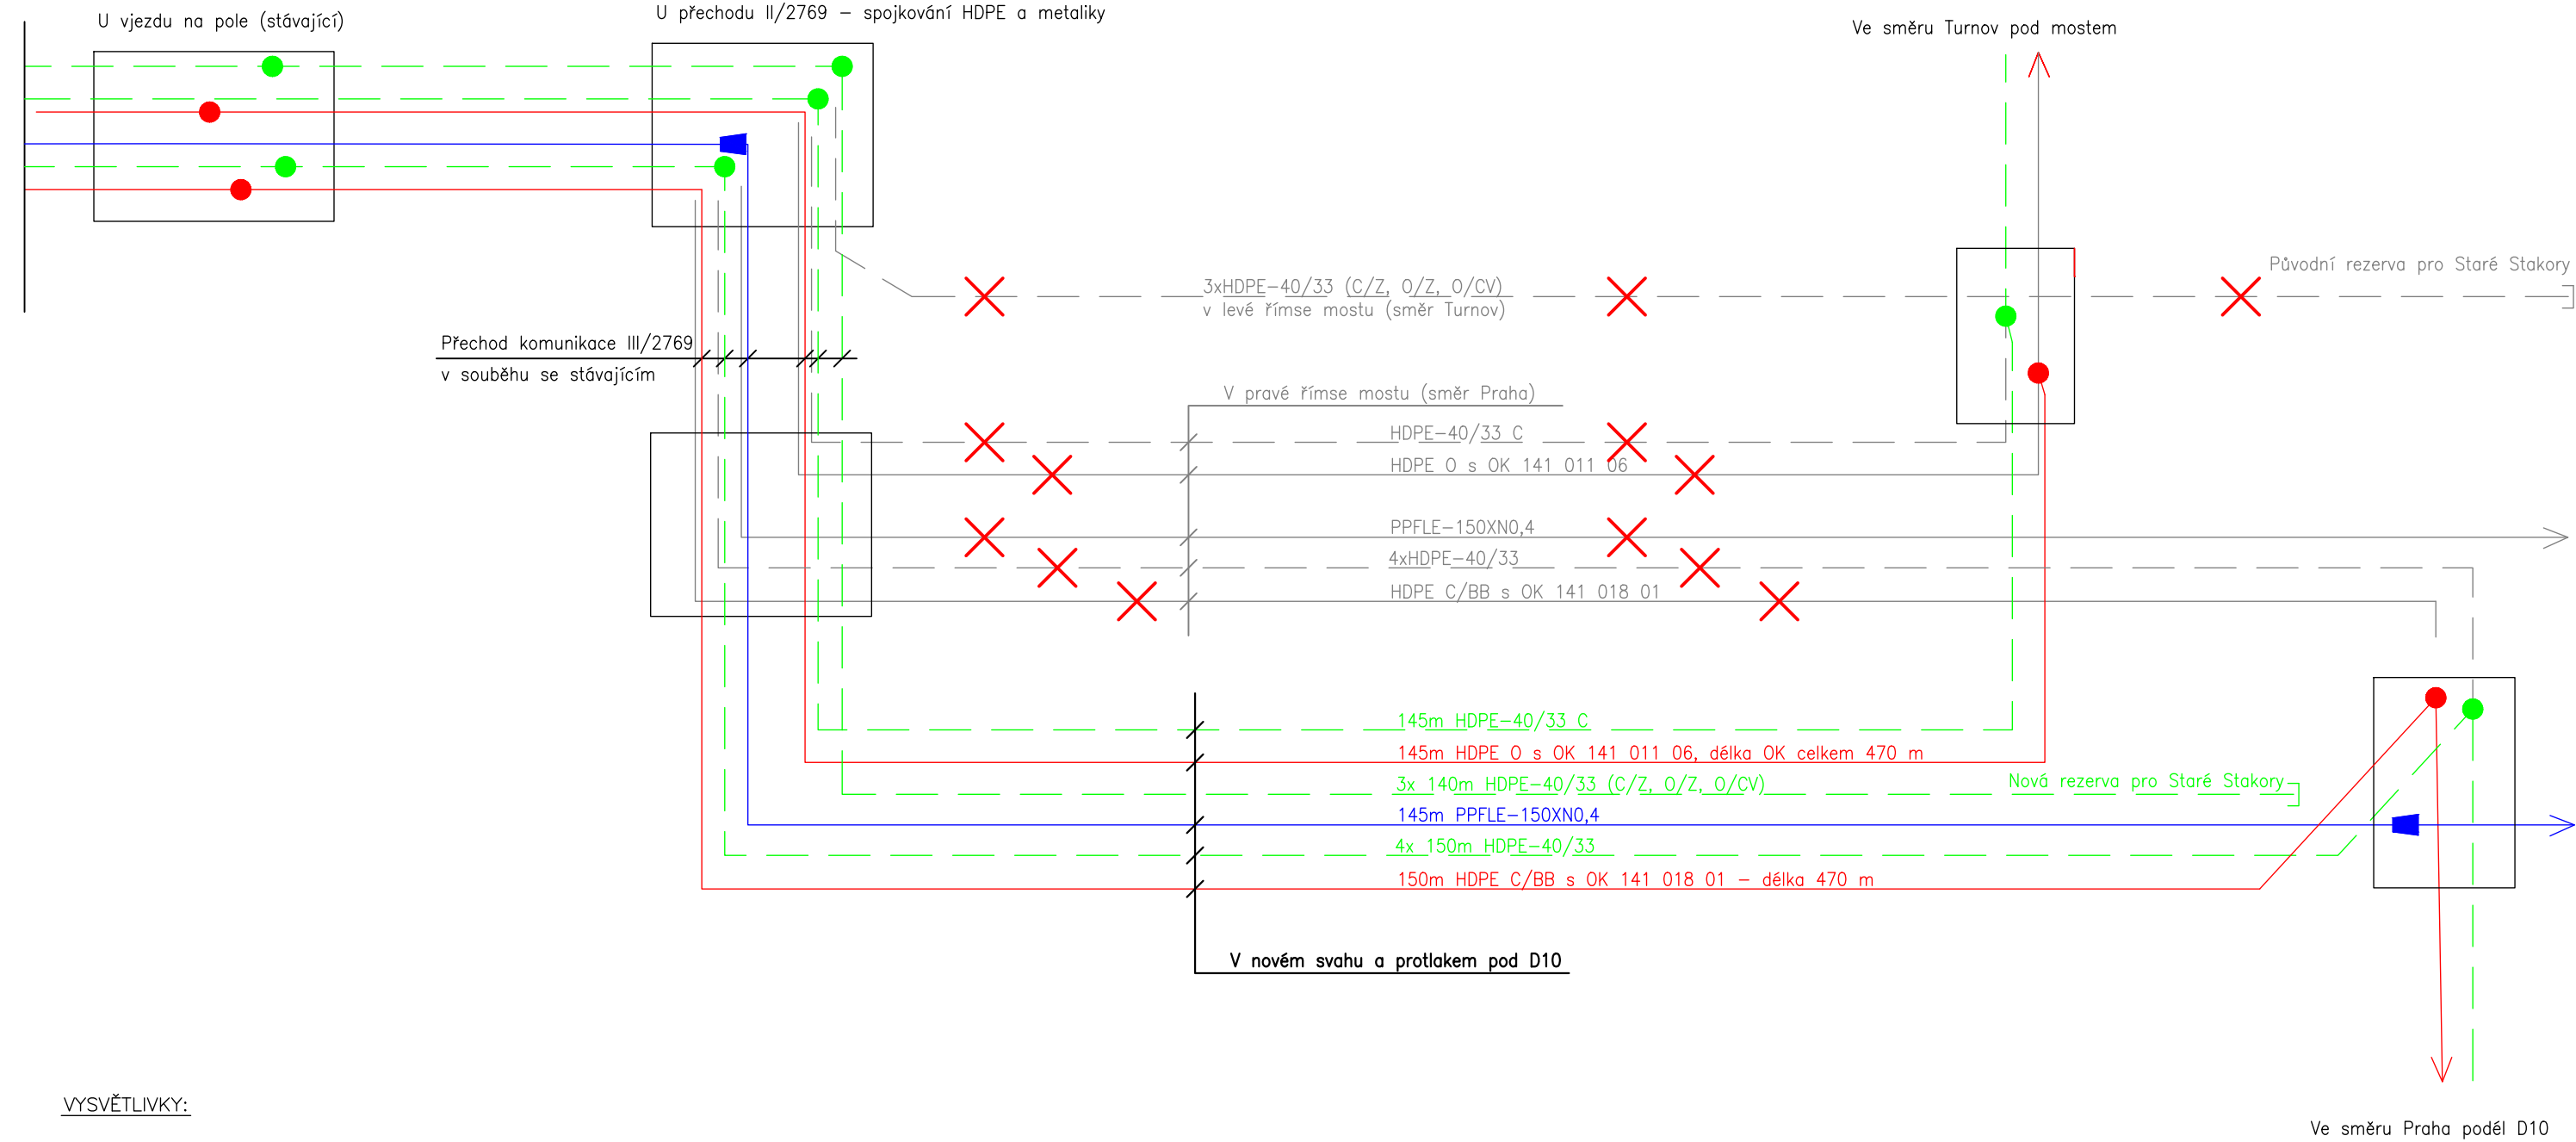 U vjezdu na pole (stávající)
U přechodu II/2769 – spojkování HDPE a metaliky
Ve směru Turnov pod mostem
Původní rezerva pro Staré Stakory
3xHDPE–40/33 (C/Z, O/Z, O/CV)
v levé římse mostu (směr Turnov)
Přechod komunikace III/2769
v souběhu se stávajícím
V pravé římse mostu (směr Praha)
HDPE–40/33 C
HDPE O s OK 141 011 06
PPFLE–150XN0,4
4xHDPE–40/33
HDPE C/BB s OK 141 018 01
145m HDPE–40/33 C
145m HDPE O s OK 141 011 06, délka OK celkem 470 m
3x 140m HDPE–40/33 (C/Z, O/Z, O/CV)
Nová rezerva pro Staré Stakory
145m PPFLE–150XN0,4
4x 150m HDPE–40/33
150m HDPE C/BB s OK 141 018 01 – délka 470 m
V novém svahu a protlakem pod D10
VYSVĚTLIVKY:
Ve směru Praha podél D10